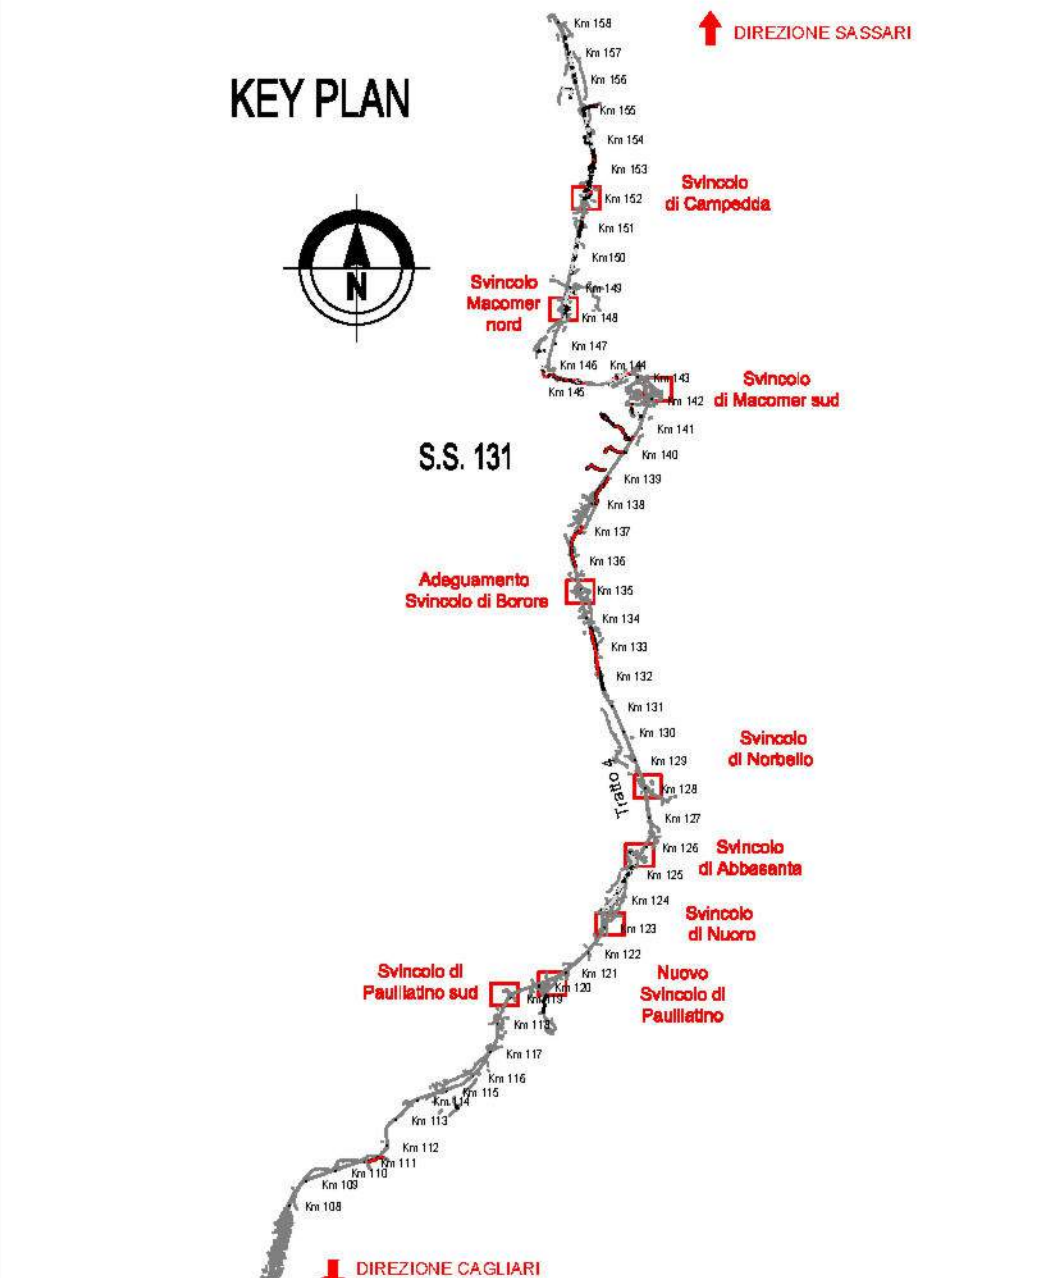 Km 158
DIREZIONE SASSARI
Km 157
Km 156
KEY PLAN
Km 155
Km 154
Km 153
Svincolo
di Campedda
Km 152
Km 151
Km 150
N
Svincolo
Macomer
nord
Km 149
Km 148
Km 147
Km 146
Km 144
Km 143
Km 145
Km 142
Svincolo
di Macomer sud
Km 141
S.S. 131
Km 140
Km 139
Km 138
Km 137
Km 136
Adeguamento
Svincolo di Borore
Km 135
Km 134
Km 133
Km 132
Km 131
Km 130
Svincolo
di Norbello
Km 129
Km 128
Km 127
Km 126
Svincolo
di Abbasanta
Km 125
Km 124
Svincolo
di Nuoro
Km 123
Km 122
Svincolo di
Paulilatino sud
Km 121
Nuovo
Svincolo di
Paulilatino
Km 120
Km 119
Km 118
Km 117
Km 116
Km 115
Km 114
Km 113
Km 112
Km 111
Km 110
Km 109
Km 108
DIREZIONE CAGLIARI